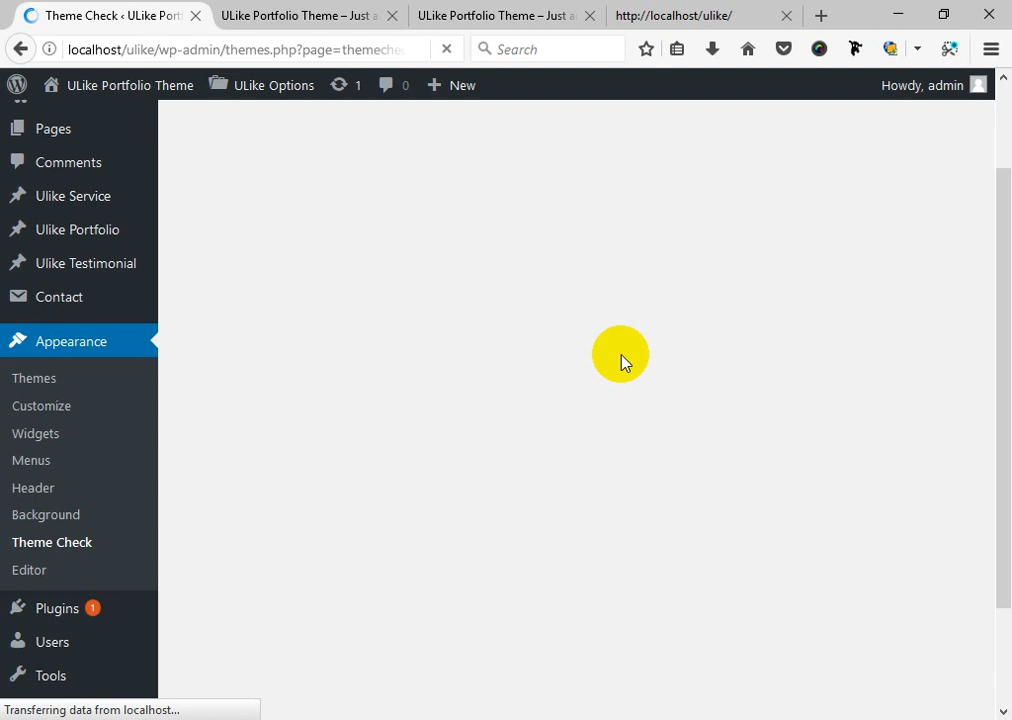 Theme Check ‹ ULike Port
ULike Portfolio Theme – Just a
ULike Portfolio Theme – Just a
http://localhost/ulike/
localhost/ulike/wp-admin/themes.php?page=themeche
Search
ULike Portfolio Theme
ULike Options
1
0
New
Howdy, admin
Pages
Comments
Ulike Service
Ulike Portfolio
Ulike Testimonial
Contact
Appearance
Themes
Customize
Widgets
Menus
Header
Background
Theme Check
Editor
Plugins 1
Users
Tools
Transferring data from localhost...